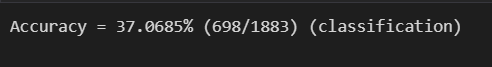 Accuracy = 37.0685% (698/1883) (classification)